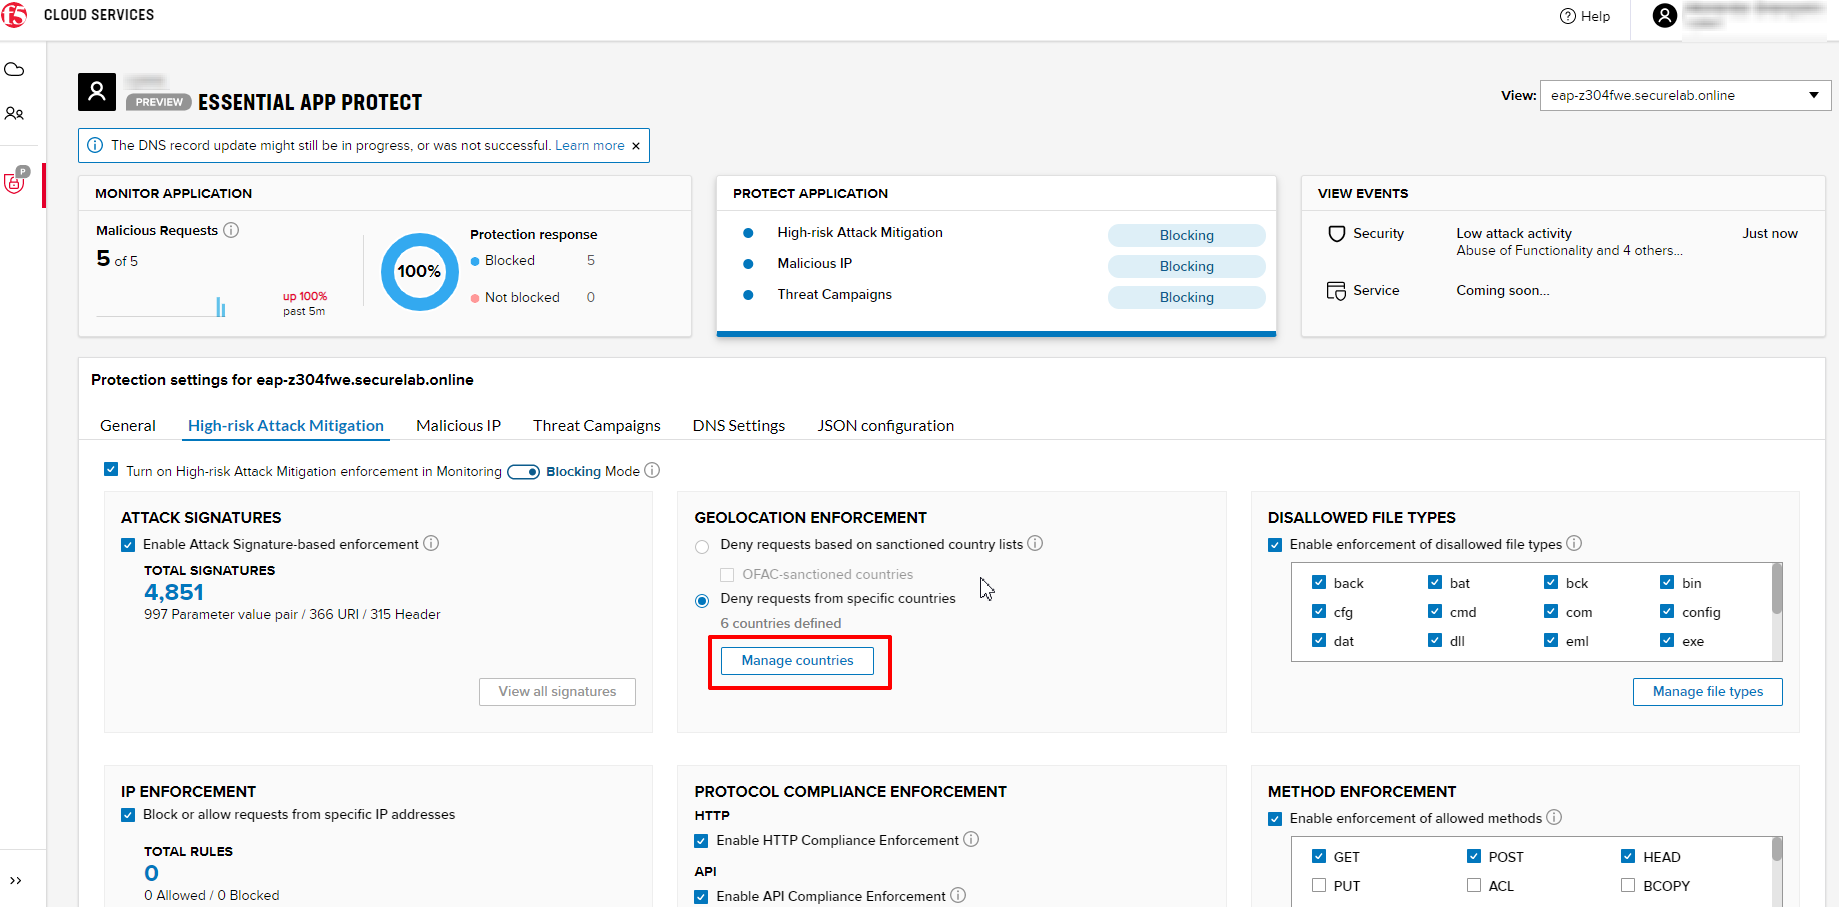 f5 CLOUD SERVICES
Help
P
PREVIEW ESSENTIAL APP PROTECT
View: eap-z304fwe.securelab.online
The DNS record update might still be in progress, or was not successful. Learn more ×
MONITOR APPLICATION
Malicious Requests
5 of 5
up 100%
past 5m
100%
Protection response
Blocked 5
Not blocked 0
PROTECT APPLICATION
High-risk Attack Mitigation Blocking
Malicious IP Blocking
Threat Campaigns Blocking
VIEW EVENTS
Security Low attack activity Just now
Abuse of Functionality and 4 others...
Service Coming soon...
Protection settings for eap-z304fwe.securelab.online
General High-risk Attack Mitigation Malicious IP Threat Campaigns DNS Settings JSON configuration
Turn on High-risk Attack Mitigation enforcement in Monitoring Blocking Mode
ATTACK SIGNATURES
Enable Attack Signature-based enforcement
TOTAL SIGNATURES
4,851
997 Parameter value pair / 366 URI / 315 Header
View all signatures
GEOLOCATION ENFORCEMENT
Deny requests based on sanctioned country lists
OFAC-sanctioned countries
Deny requests from specific countries
6 countries defined
Manage countries
DISALLOWED FILE TYPES
Enable enforcement of disallowed file types
back bat bck bin
cfg cmd com config
dat dll eml exe
Manage file types
IP ENFORCEMENT
Block or allow requests from specific IP addresses
TOTAL RULES
0
0 Allowed / 0 Blocked
PROTOCOL COMPLIANCE ENFORCEMENT
HTTP
Enable HTTP Compliance Enforcement
API
Enable API Compliance Enforcement
METHOD ENFORCEMENT
Enable enforcement of allowed methods
GET POST HEAD
PUT ACL BCOPY